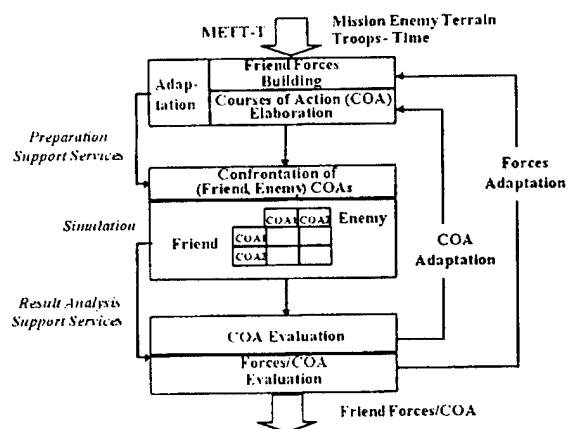 METT-T
Mission Enemy Terrain
Troops - Time
Adap-
tation
Friend Forces
Building
Courses of Action (COA)
Elaboration
Preparation
Support Services
Forces
Adaptation
Confrontation of
(Friend, Enemy) COAs
Simulation
COA1 COA2 Enemy
Friend
COA1
COA2
COA
Adaptation
Result Analysis
Support Services
COA Evaluation
Forces/COA
Evaluation
Friend Forces/COA